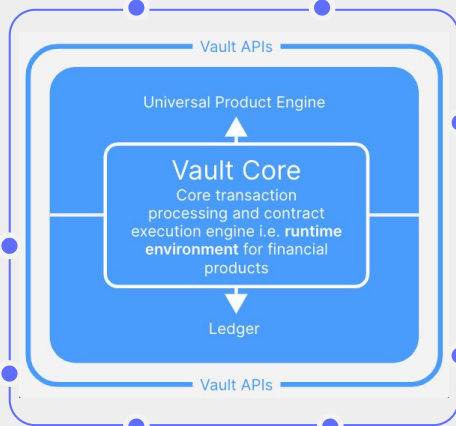 Vault APIs
Universal Product Engine
Vault Core
Core transaction
processing and contract
execution engine i.e. runtime
environment for financial
products
Ledger
Vault APIs